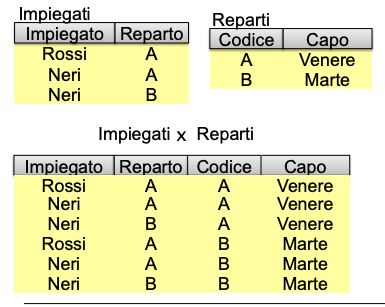 Impiegati
Impiegato Reparto
Rossi A
Neri A
Neri B
Reparti
Codice Capo
A Venere
B Marte
Impiegati x Reparti
Impiegato Reparto Codice Capo
Rossi A A Venere
Neri A A Venere
Neri B A Venere
Rossi A B Marte
Neri A B Marte
Neri B B Marte